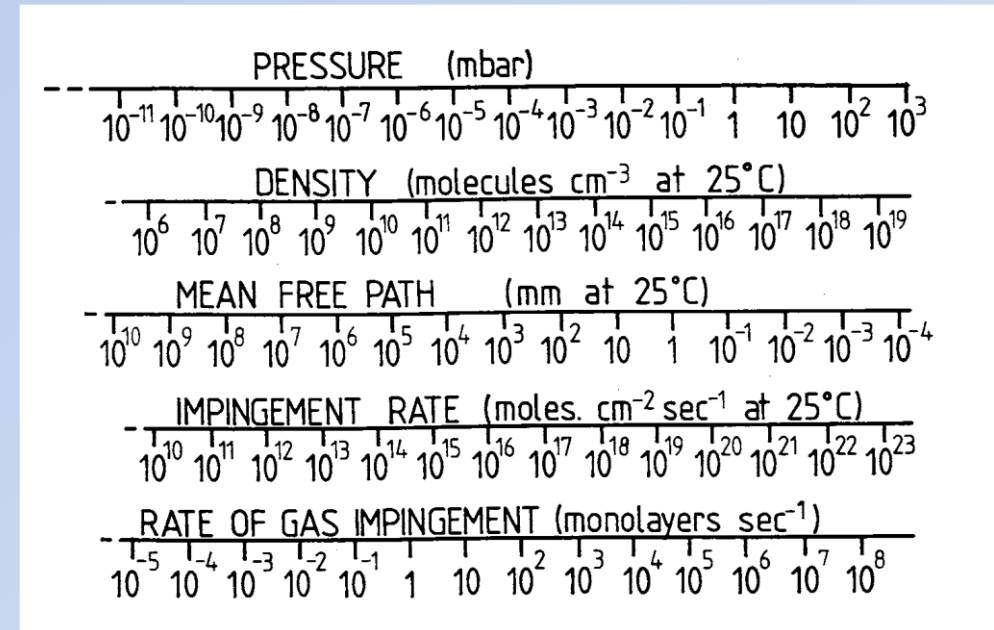 PRESSURE (mbar)
10⁻¹¹ 10⁻¹⁰ 10⁻⁹ 10⁻⁸ 10⁻⁷ 10⁻⁶ 10⁻⁵ 10⁻⁴ 10⁻³ 10⁻² 10⁻¹ 1 10 10² 10³
DENSITY (molecules cm⁻³ at 25°C)
10⁶ 10⁷ 10⁸ 10⁹ 10¹⁰ 10¹¹ 10¹² 10¹³ 10¹⁴ 10¹⁵ 10¹⁶ 10¹⁷ 10¹⁸ 10¹⁹
MEAN FREE PATH (mm at 25°C)
10¹⁰ 10⁹ 10⁸ 10⁷ 10⁶ 10⁵ 10⁴ 10³ 10² 10 1 10⁻¹ 10⁻² 10⁻³ 10⁻⁴
IMPINGEMENT RATE (moles. cm⁻² sec⁻¹ at 25°C)
10¹⁰ 10¹¹ 10¹² 10¹³ 10¹⁴ 10¹⁵ 10¹⁶ 10¹⁷ 10¹⁸ 10¹⁹ 10²⁰ 10²¹ 10²² 10²³
RATE OF GAS IMPINGEMENT (monolayers sec⁻¹)
10⁻⁵ 10⁻⁴ 10⁻³ 10⁻² 10⁻¹ 1 10 10² 10³ 10⁴ 10⁵ 10⁶ 10⁷ 10⁸